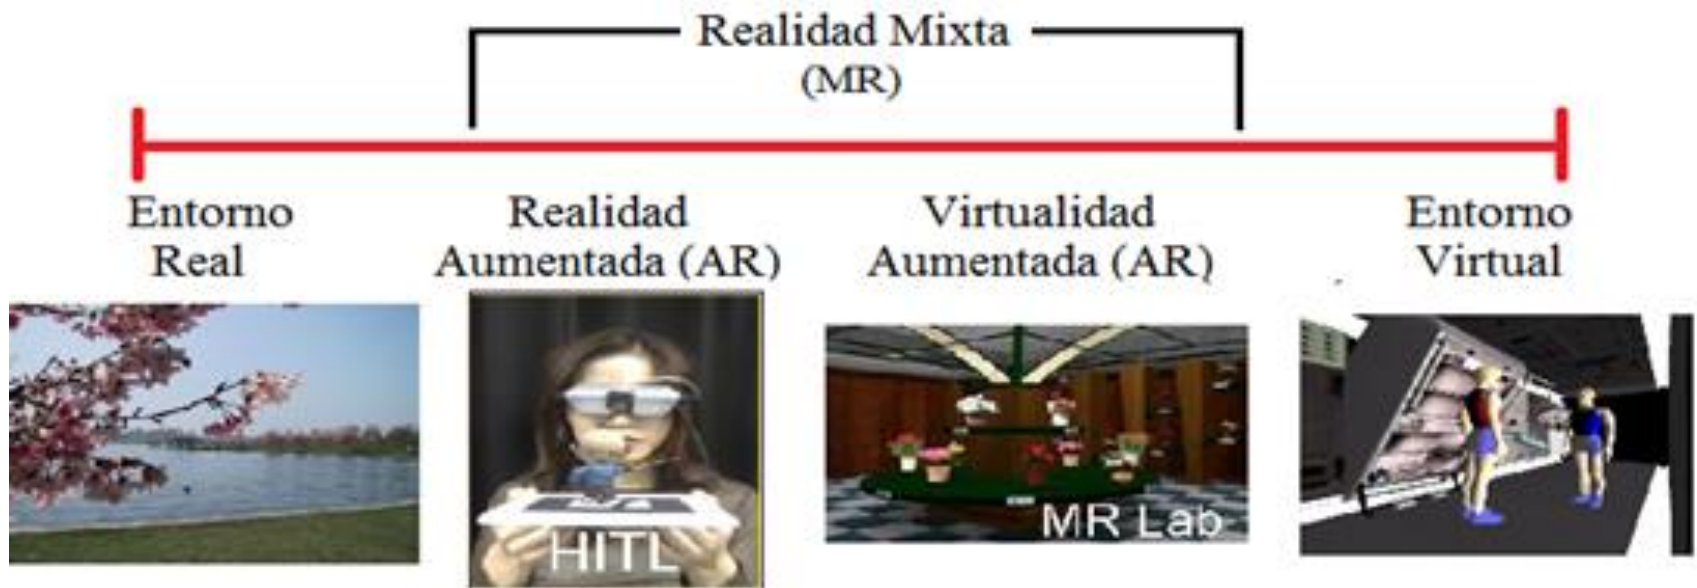 Realidad Mixta
(MR)
Entorno
Real
Realidad
Aumentada (AR)
Virtualidad
Aumentada (AR)
Entorno
Virtual
HITL
MR Lab